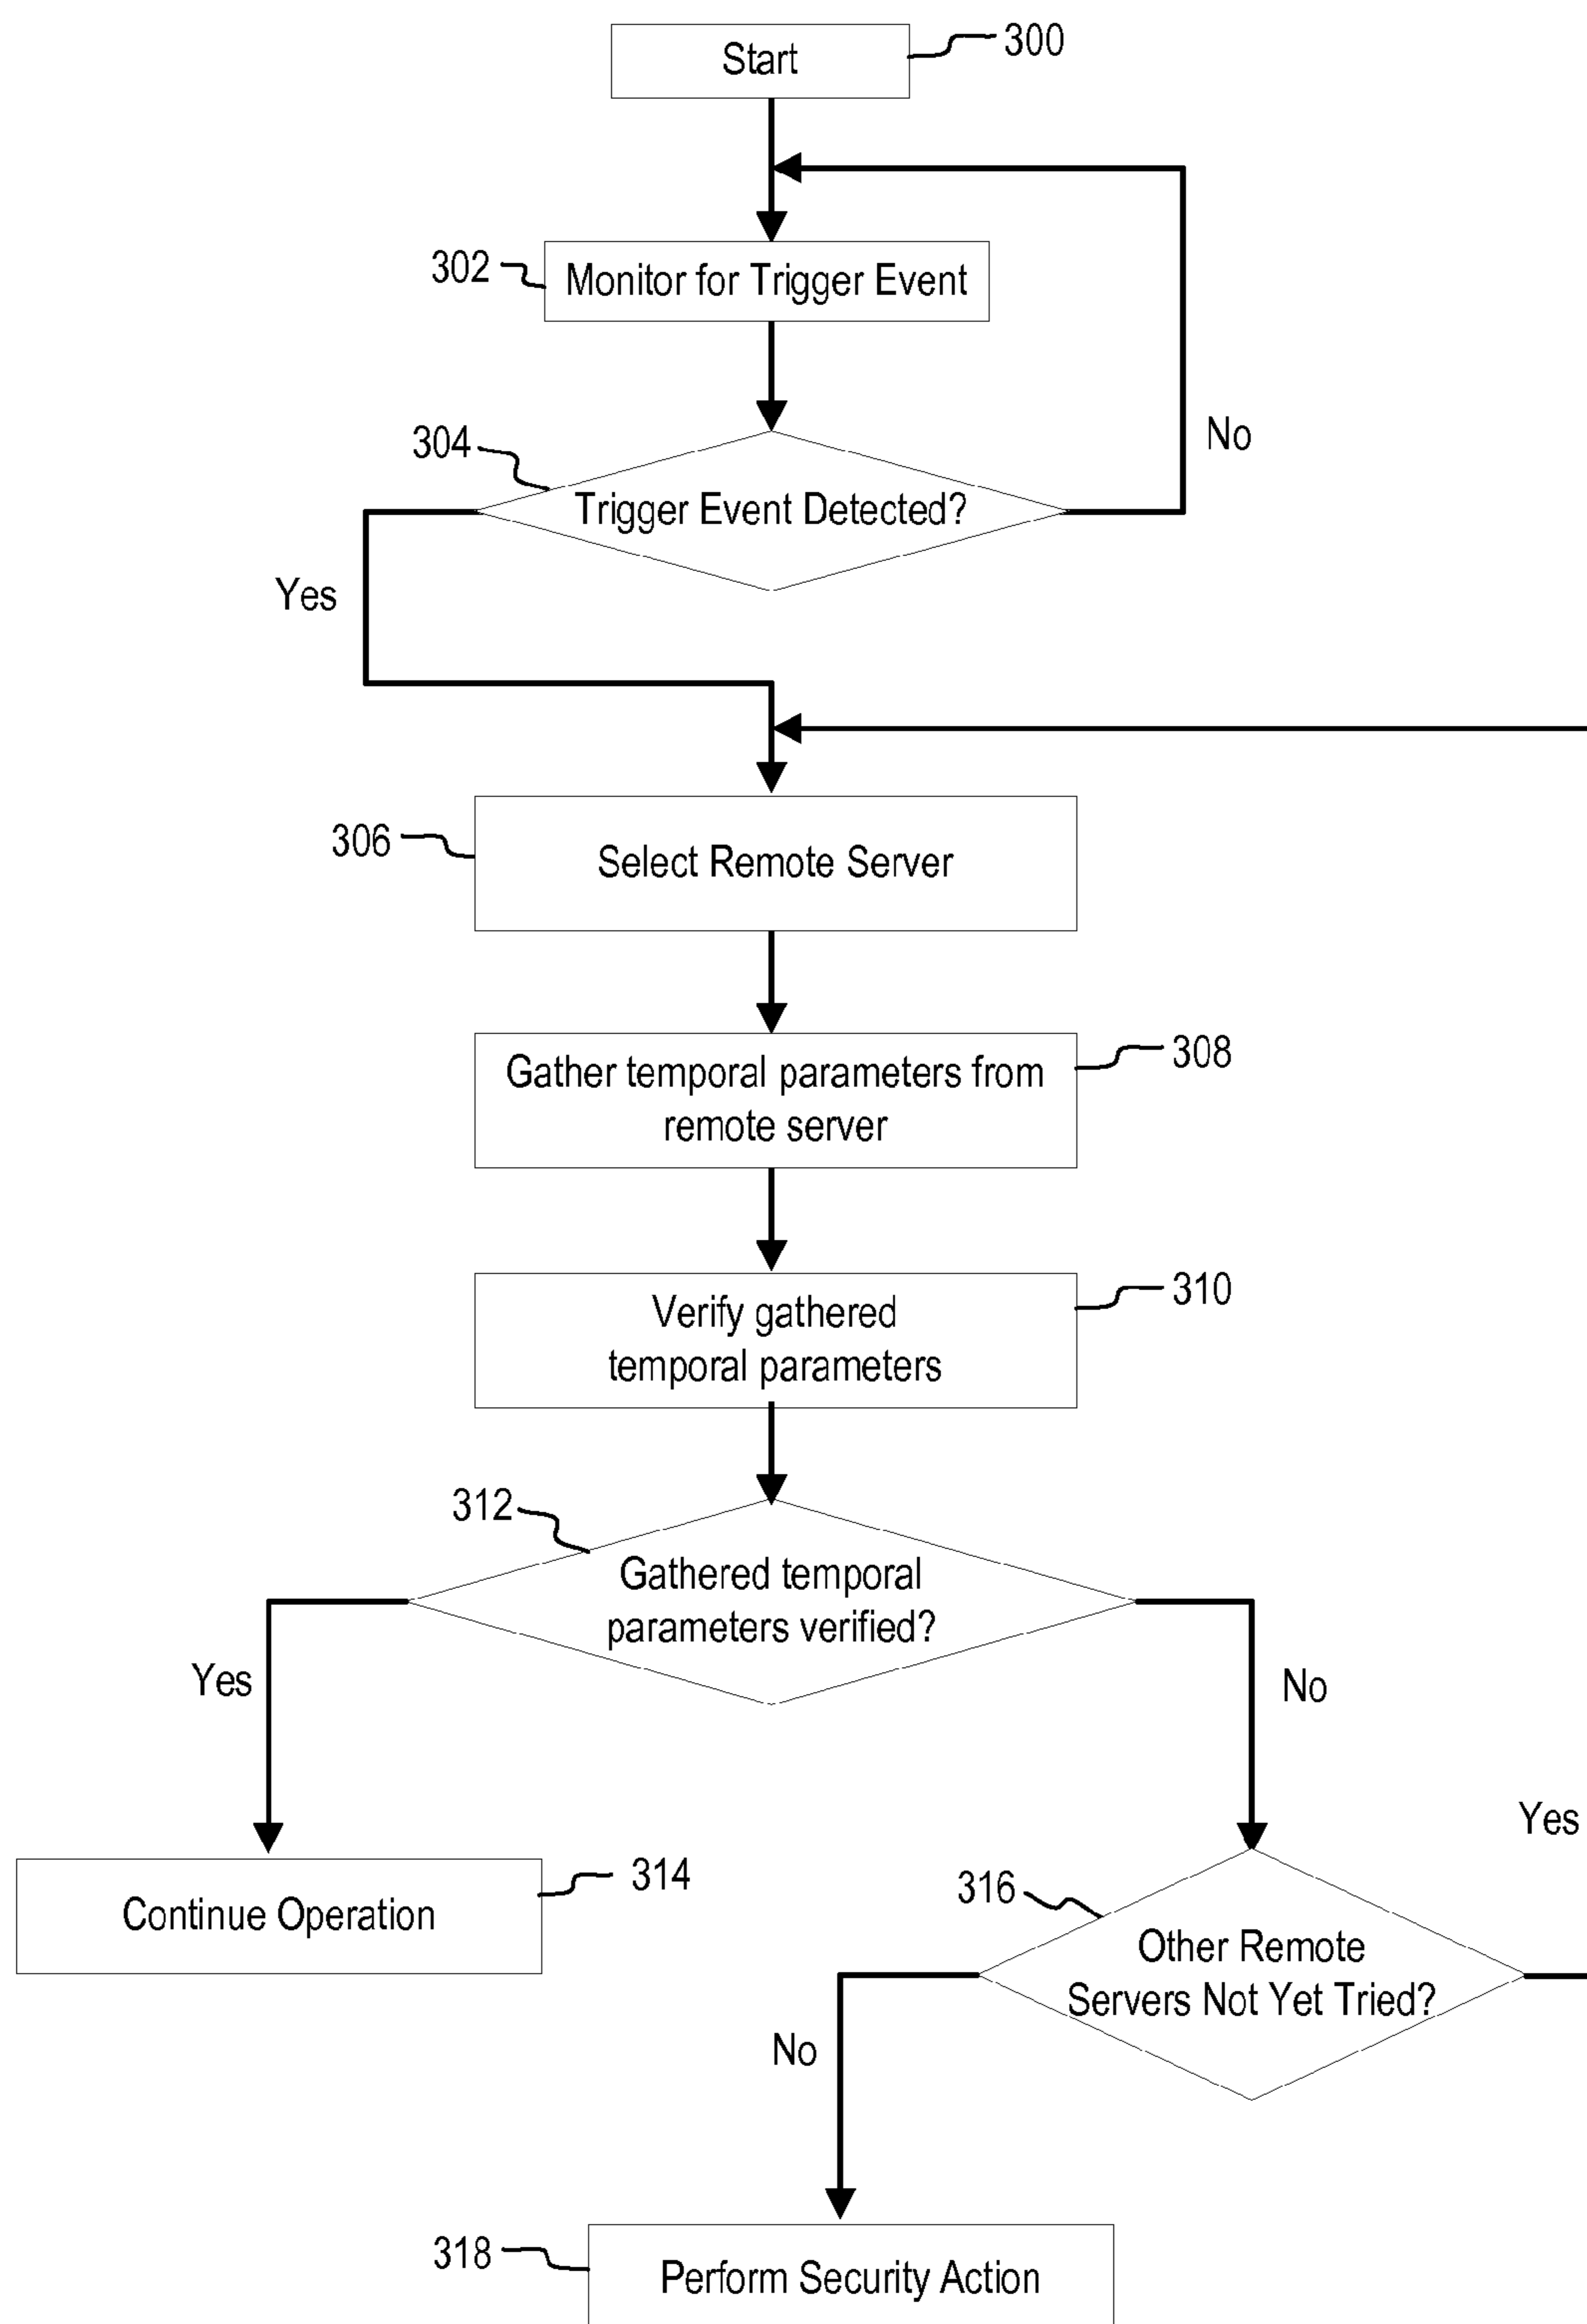 Start
300
302
Monitor for Trigger Event
304
Trigger Event Detected?
No
Yes
306
Select Remote Server
308
Gather temporal parameters from
remote server
310
Verify gathered
temporal parameters
312
Gathered temporal
parameters verified?
Yes
No
Yes
314
Continue Operation
316
Other Remote
Servers Not Yet Tried?
No
318
Perform Security Action